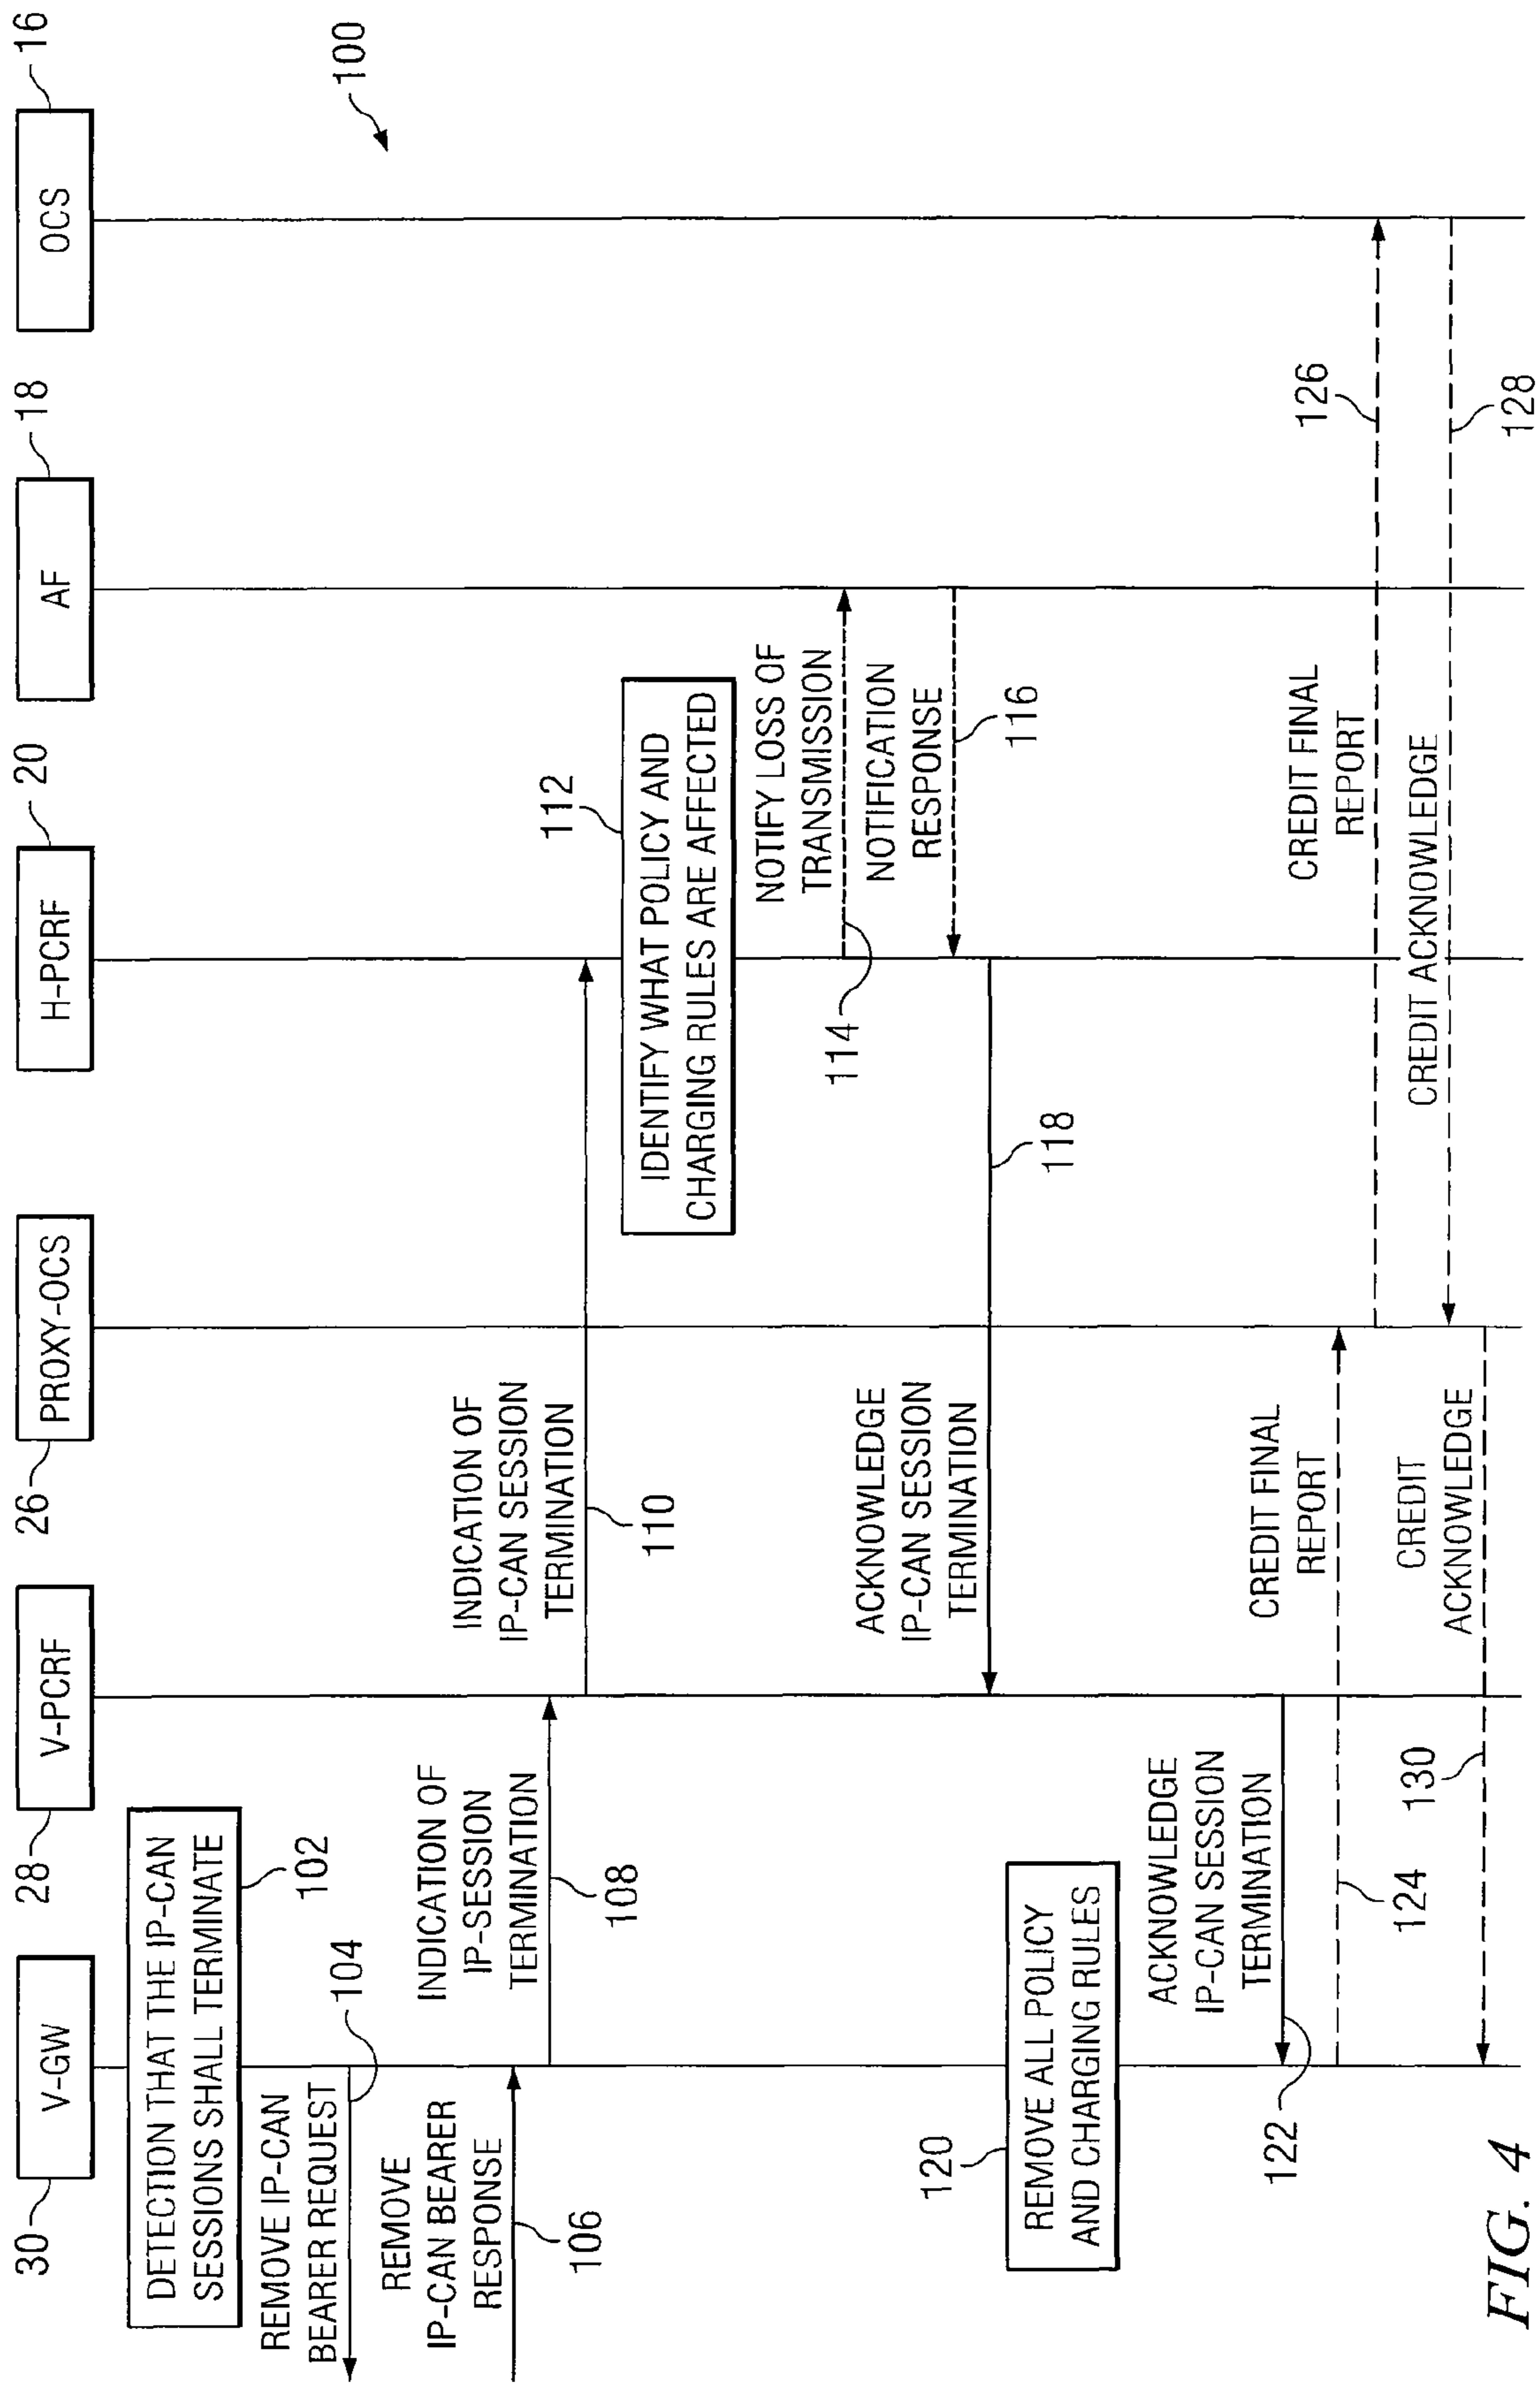 30
V-GW
28
V-PCRF
26
PROXY-OCS
H-PCRF
20
AF
18
OCS
16
100
DETECTION THAT THE IP-CAN
SESSIONS SHALL TERMINATE
102
REMOVE IP-CAN
BEARER REQUEST
104
REMOVE
IP-CAN BEARER
RESPONSE
106
INDICATION OF
IP-SESSION
TERMINATION
108
INDICATION OF
IP-CAN SESSION
TERMINATION
110
112
IDENTIFY WHAT POLICY AND
CHARGING RULES ARE AFFECTED
NOTIFY LOSS OF
TRANSMISSION
114
NOTIFICATION
RESPONSE
116
ACKNOWLEDGE
IP-CAN SESSION
TERMINATION
118
120
REMOVE ALL POLICY
AND CHARGING RULES
ACKNOWLEDGE
IP-CAN SESSION
TERMINATION
122
CREDIT FINAL
REPORT
124
CREDIT FINAL
REPORT
126
CREDIT ACKNOWLEDGE
128
CREDIT
ACKNOWLEDGE
130
FIG. 4